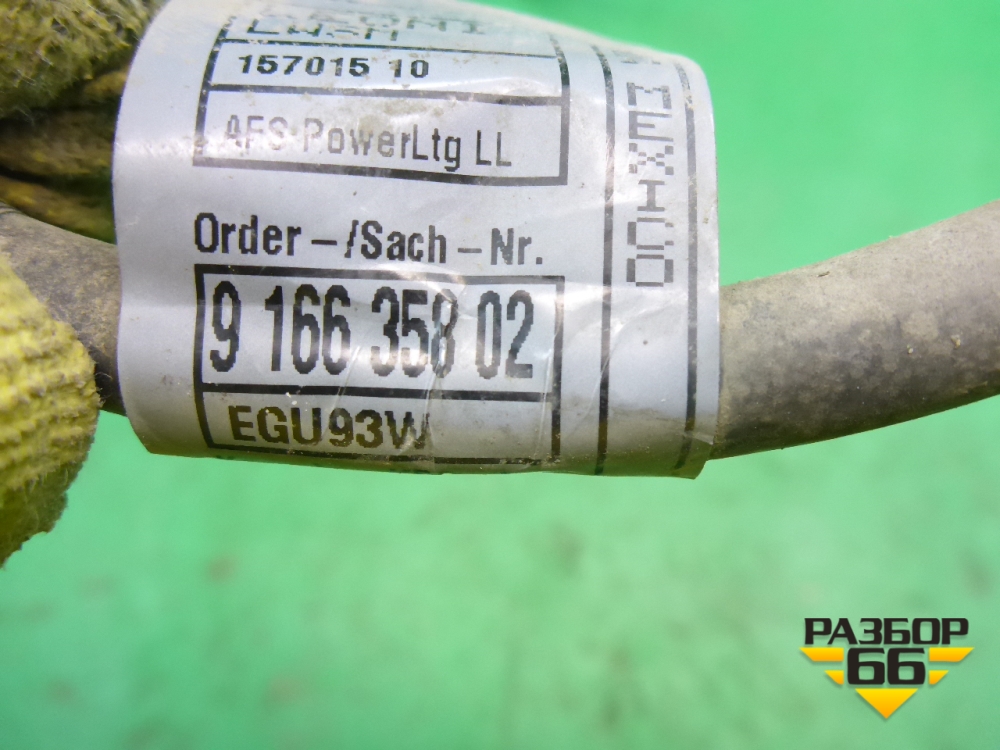 157015 10
AFS-PowerLtg LL
Order-/Sach-Nr.
9 166 358 02
EGU93W
MEXICO
РАЗБОР
66